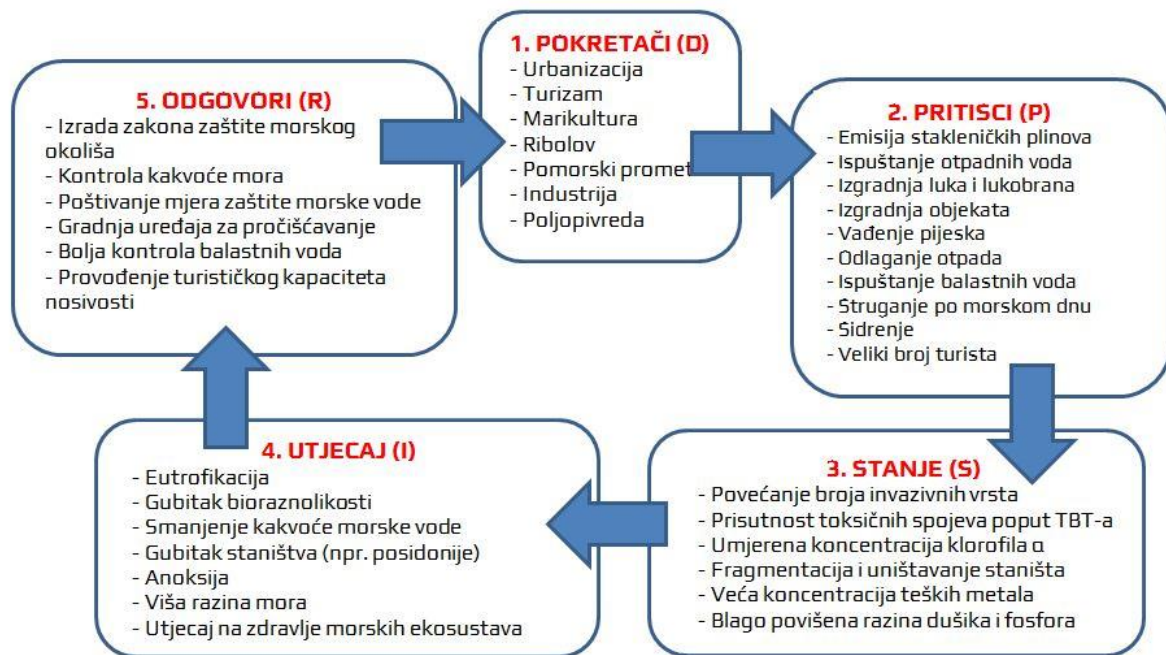 1. POKRETAČI (D)
- Urbanizacija
- Turizam
- Marikultura
- Ribolov
- Pomorski promet
- Industrija
- Poljopivreda
2. PRITISCI (P)
- Emisija stakleničkih plinova
- Ispuštanje otpadnih voda
- Izgradnja luka i lukobrana
- Izgradnja objekata
- Vađenje pijeska
- Odlaganje otpada
- Ispuštanje balastnih voda
- Struganje po morskom dnu
- Sidrenje
- Veliki broj turista
3. STANJE (S)
- Povećanje broja invazivnih vrsta
- Prisutnost toksičnih spojeva poput TBT-a
- Umjerena koncentracija klorofila α
- Fragmentacija i uništavanje staništa
- Veća koncentracija teških metala
- Blago povišena razina dušika i fosfora
4. UTJECAJ (I)
- Eutrofikacija
- Gubitak bioraznolikosti
- Smanjenje kakvoće morske vode
- Gubitak staništva (npr. posidonije)
- Anoksija
- Viša razina mora
- Utjecaj na zdravlje morskih ekosustava
5. ODGOVORI (R)
- Izrada zakona zaštite morskog
okoliša
- Kontrola kakvoće mora
- Poštivanje mjera zaštite morske vode
- Gradnja uređaja za pročišćavanje
- Bolja kontrola balastnih voda
- Provođenje turističkog kapaciteta
nosivosti